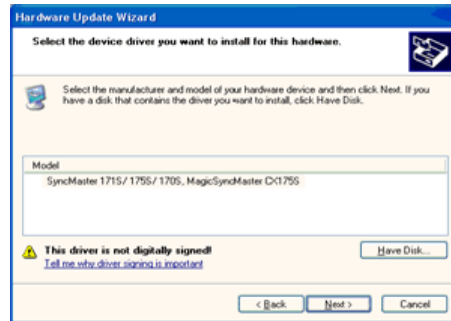 Hardware Update Wizard
Select the device driver you want to install for this hardware.
Select the manufacturer and model of your hardware device and then click Next. If you
have a disk that contains the driver you want to install, click Have Disk.
Model
SyncMaster 171S/ 175S/ 170S, MagicSyncMaster CX175S
This driver is not digitally signed!
Tell me why driver signing is important
Have Disk...
< Back
Next >
Cancel